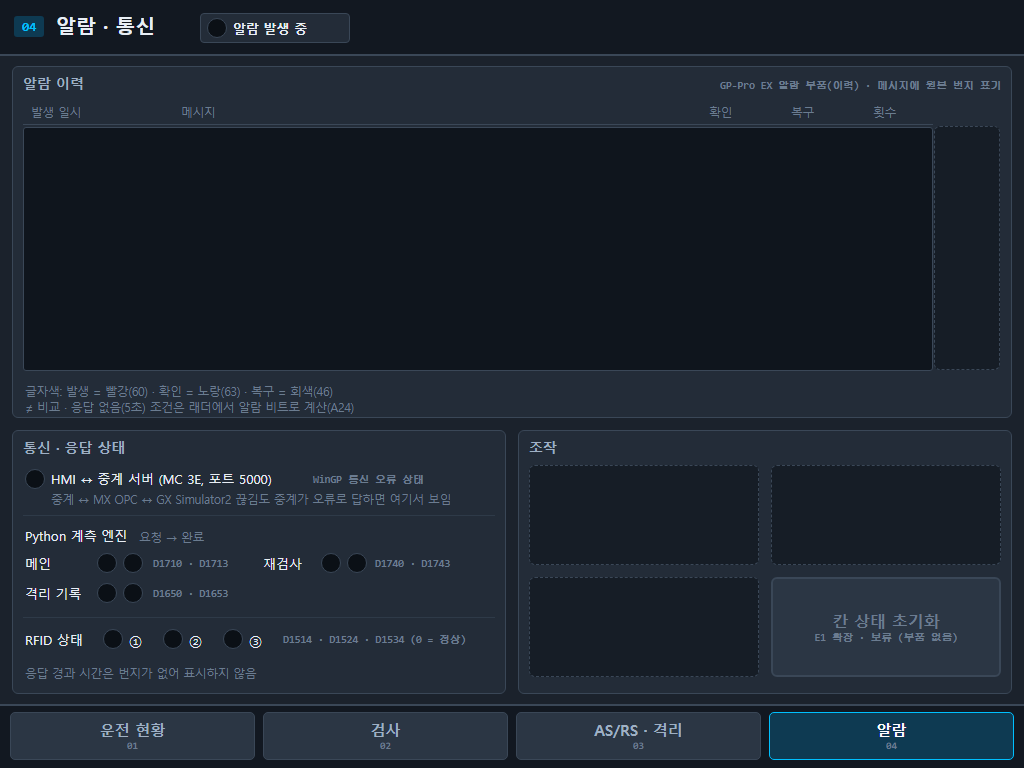 04 알람 · 통신 알람 발생 중
알람 이력 GP-Pro EX 알람 부품(이력) · 메시지에 원본 번지 표기
발생 일시 메시지 확인 복구 횟수
글자색: 발생 = 빨강(60) · 확인 = 노랑(63) · 복구 = 회색(46)
≠ 비교 · 응답 없음(5초) 조건은 래더에서 알람 비트로 계산(A24)
통신 · 응답 상태
HMI ↔ 중계 서버 (MC 3E, 포트 5000) WinGP 통신 오류 상태
중계 ↔ MX OPC ↔ GX Simulator2 끊김도 중계가 오류로 답하면 여기서 보임
Python 계측 엔진 요청 → 완료
메인 D1710 · D1713 재검사 D1740 · D1743
격리 기록 D1650 · D1653
RFID 상태 ① ② ③ D1514 · D1524 · D1534 (0 = 정상)
응답 경과 시간은 번지가 없어 표시하지 않음
조작
칸 상태 초기화
E1 확장 · 보류 (부품 없음)
운전 현황 검사 AS/RS · 격리 알람
01 02 03 04